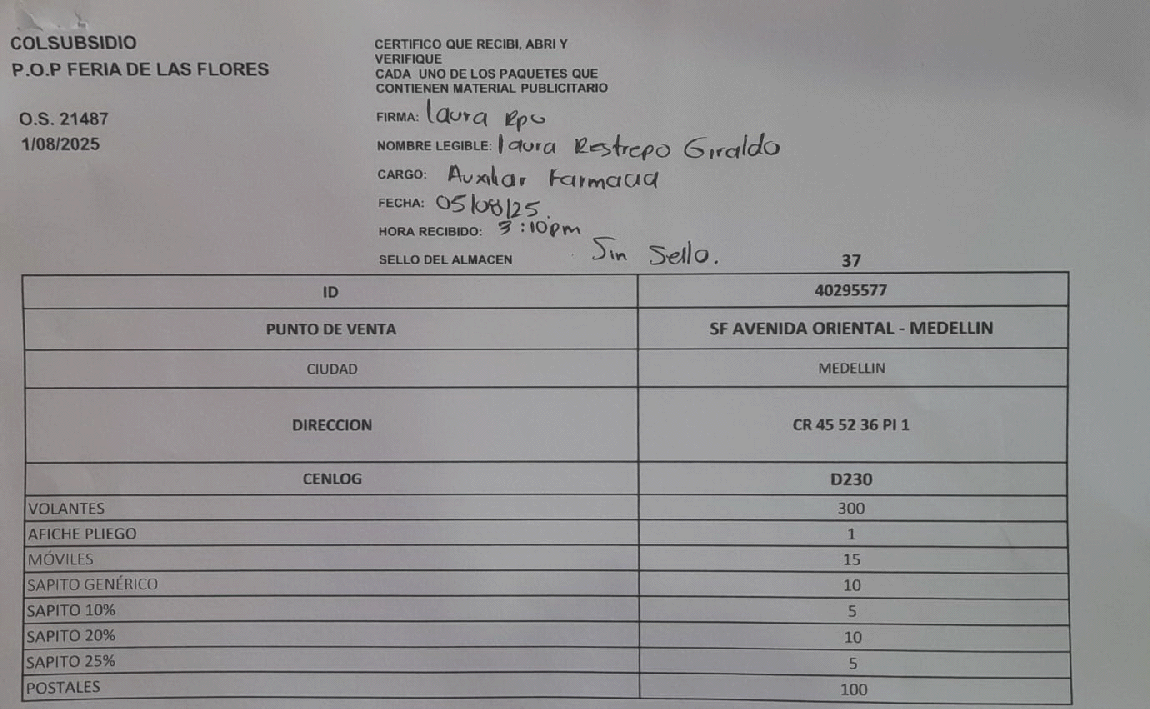 COLSUBSIDIO
P.O.P FERIA DE LAS FLORES
O.S. 21487
1/08/2025
CERTIFICO QUE RECIBI, ABRI Y
VERIFIQUE
CADA UNO DE LOS PAQUETES QUE
CONTIENEN MATERIAL PUBLICITARIO
FIRMA: Laura Rpo
NOMBRE LEGIBLE: Laura Restrepo Giraldo
CARGO: Auxiliar Farmacia
FECHA: 05/08/25.
HORA RECIBIDO: 3:10pm
SELLO DEL ALMACEN Sin Sello. 37
ID 40295577
PUNTO DE VENTA SF AVENIDA ORIENTAL - MEDELLIN
CIUDAD MEDELLIN
DIRECCION CR 45 52 36 PI 1
CENLOG D230
VOLANTES 300
AFICHE PLIEGO 1
MÓVILES 15
SAPITO GENÉRICO 10
SAPITO 10% 5
SAPITO 20% 10
SAPITO 25% 5
POSTALES 100